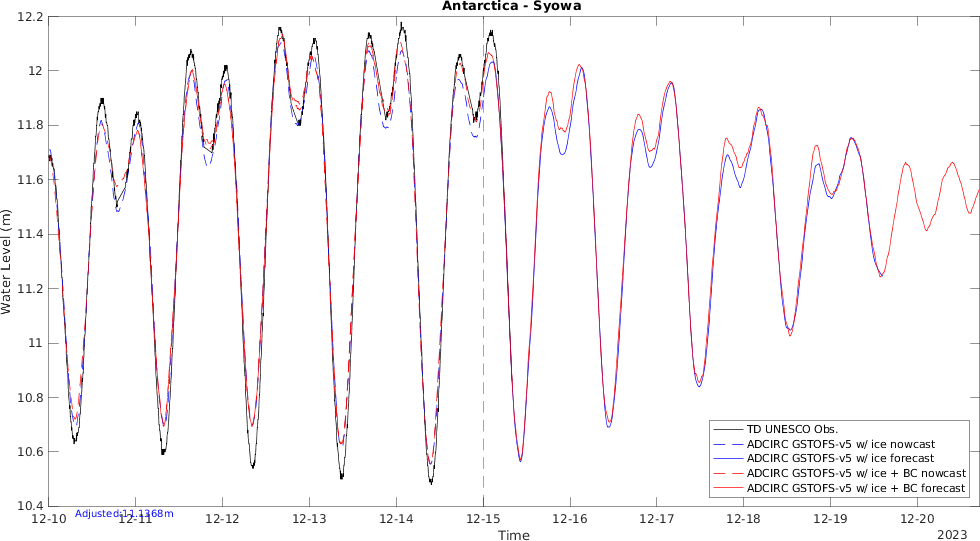 Antarctica - Syowa
12.2
12
11.8
11.6
11.4
11.2
11
10.8
10.6
10.4
Water Level (m)
TD UNESCO Obs.
ADCIRC GSTOFS-v5 w/ ice nowcast
ADCIRC GSTOFS-v5 w/ ice forecast
ADCIRC GSTOFS-v5 w/ ice + BC nowcast
ADCIRC GSTOFS-v5 w/ ice + BC forecast
Adjusted:11.1368m
12-10 12-11 12-12 12-13 12-14 12-15 12-16 12-17 12-18 12-19 12-20
Time
2023